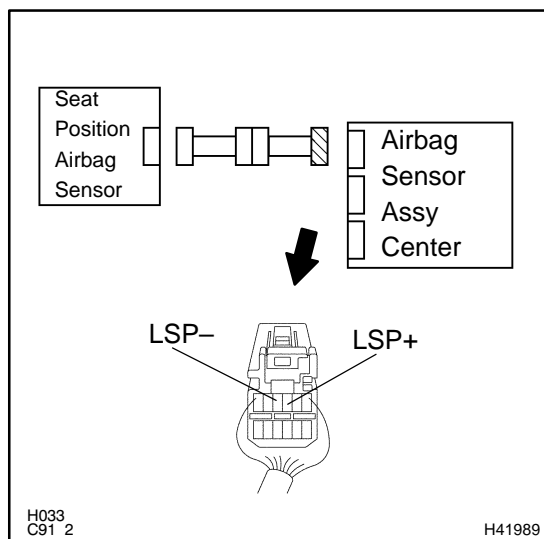 Seat
Position
Airbag
Sensor
Airbag
Sensor
Assy
Center
LSP–
LSP+
H033
C91 2
H41989